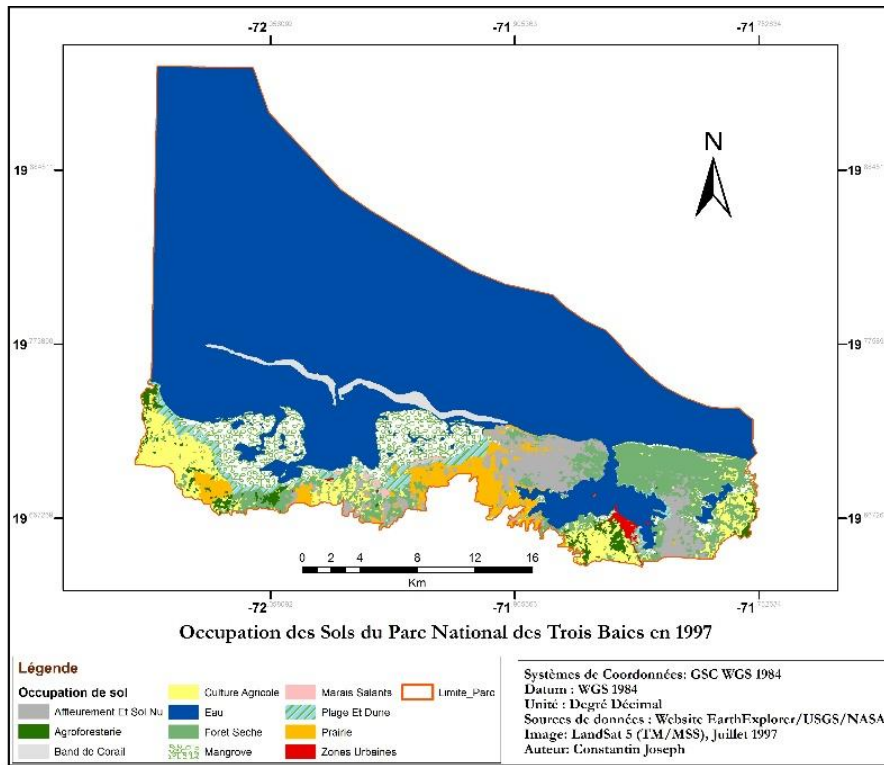 -72
-71
-71
N
19
19
19
19
19
19
0 2 4 8 12 16
Km
-72
-71
-71
Occupation des Sols du Parc National des Trois Baies en 1997
Légende
Occupation de sol
Affleurement Et Sol Nu
Agroforesterie
Band de Corail
Culture Agricole
Eau
Foret Seche
Mangrove
Marais Salants
Plage Et Dune
Prairie
Zones Urbaines
Limite_Parc
Systèmes de Coordonnées: GSC WGS 1984
Datum : WGS 1984
Unité : Degré Décimal
Sources de données : Website EarthExplorer/USGS/NASA
Image: LandSat 5 (TM/MSS), Juillet 1997
Auteur: Constantin Joseph